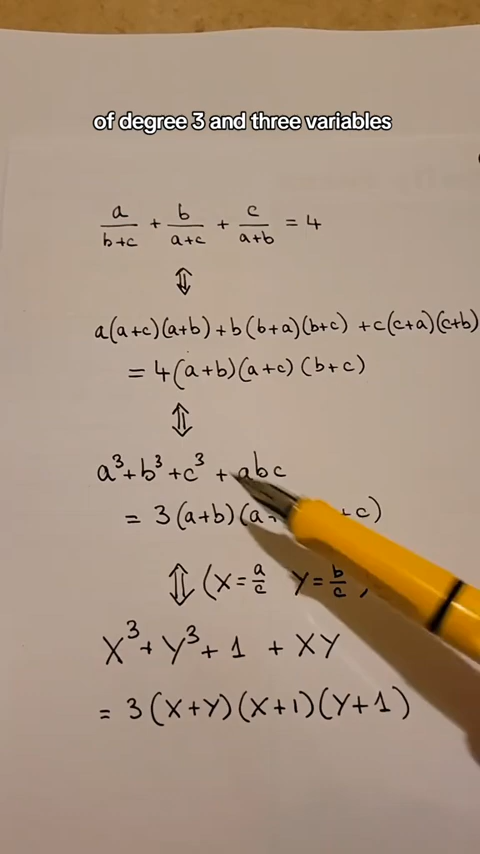 of degree 3 and three variables
a/(b+c) + b/(a+c) + c/(a+b) = 4
⇕
a(a+c)(a+b)+b(b+a)(b+c)+c(c+a)(c+b)
= 4(a+b)(a+c)(b+c)
⇕
a³+b³+c³+abc
= 3(a+b)(a+ +c)
⇕ (X=a/c Y=b/c)
X³+Y³+1+XY
= 3(X+Y)(X+1)(Y+1)